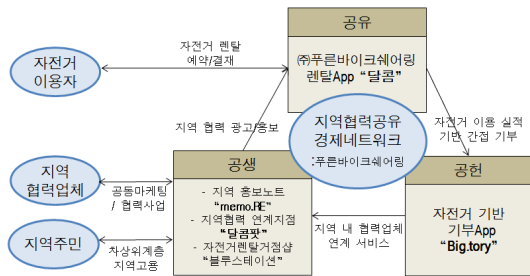 공유
㈜푸른바이크쉐어링
렌탈App “달콤”
자전거
이용자
자전거 렌탈
예약/결재
지역 협력 광고/홍보
지역협력공유
경제네트워크
:푸른바이크쉐어링
자전거 이용 실적
기반 간접 기부
지역
협력업체
공통마케팅
/ 협력사업
지역주민
차상위계층
지역고용
공생
- 지역 홍보노트
“memo.RE”
- 지역협력 연계지점
“달콤팟”
- 자전거렌탈거점샵
“블루스테이션”
지역 내 협력업체
연계 서비스
공헌
자전거 기반
기부App
“Big.tory”